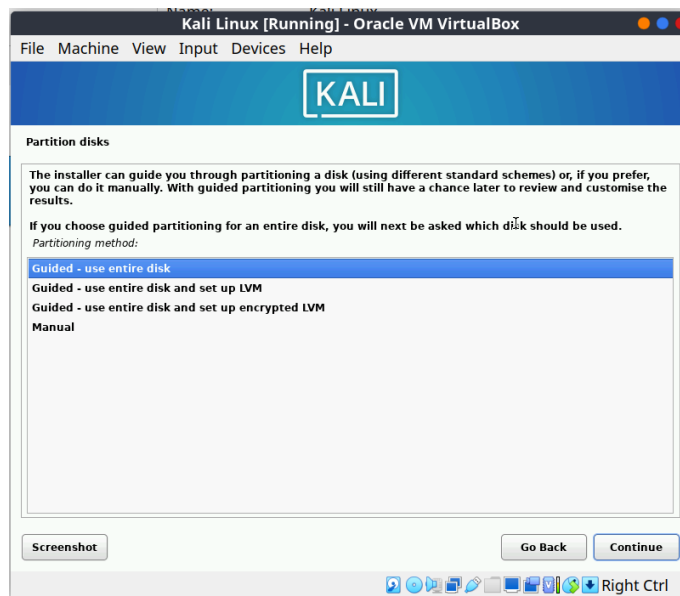 Kali Linux [Running] - Oracle VM VirtualBox
File Machine View Input Devices Help
KALI
Partition disks
The installer can guide you through partitioning a disk (using different standard schemes) or, if you prefer,
you can do it manually. With guided partitioning you will still have a chance later to review and customise the
results.
If you choose guided partitioning for an entire disk, you will next be asked which disk should be used.
Partitioning method:
Guided - use entire disk
Guided - use entire disk and set up LVM
Guided - use entire disk and set up encrypted LVM
Manual
Screenshot
Go Back
Continue
Right Ctrl